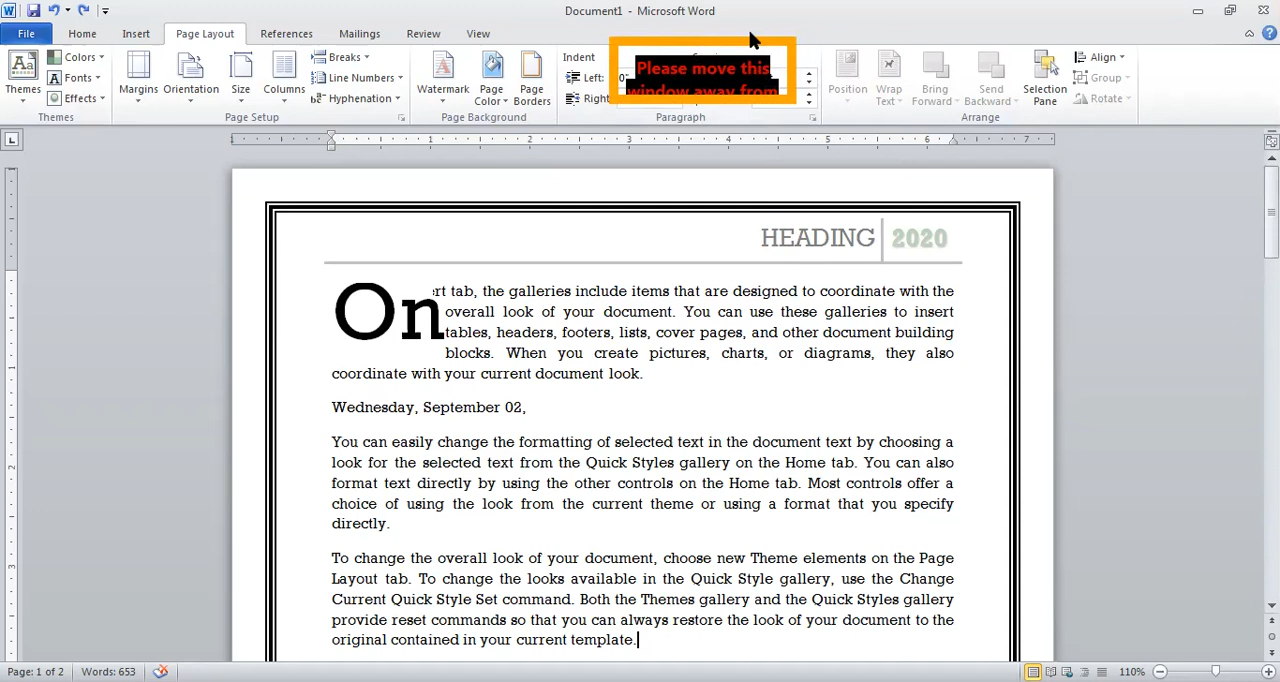 Document1 - Microsoft Word
File Home Insert Page Layout References Mailings Review View
Themes
Colors
Fonts
Effects
Themes
Margins
Orientation
Size
Columns
Breaks
Line Numbers
Hyphenation
Page Setup
Watermark
Page
Color
Page
Borders
Page Background
Indent
Left:
Right
Please move this
window away from
Paragraph
Position
Wrap
Text
Bring
Forward
Send
Backward
Selection
Pane
Align
Group
Rotate
Arrange
1 2 3 4 5 6 7
HEADING 2020
On rt tab, the galleries include items that are designed to coordinate with the
overall look of your document. You can use these galleries to insert
tables, headers, footers, lists, cover pages, and other document building
blocks. When you create pictures, charts, or diagrams, they also
coordinate with your current document look.
Wednesday, September 02,
You can easily change the formatting of selected text in the document text by choosing a
look for the selected text from the Quick Styles gallery on the Home tab. You can also
format text directly by using the other controls on the Home tab. Most controls offer a
choice of using the look from the current theme or using a format that you specify
directly.
To change the overall look of your document, choose new Theme elements on the Page
Layout tab. To change the looks available in the Quick Style gallery, use the Change
Current Quick Style Set command. Both the Themes gallery and the Quick Styles gallery
provide reset commands so that you can always restore the look of your document to the
original contained in your current template.
Page: 1 of 2 Words: 653 110%